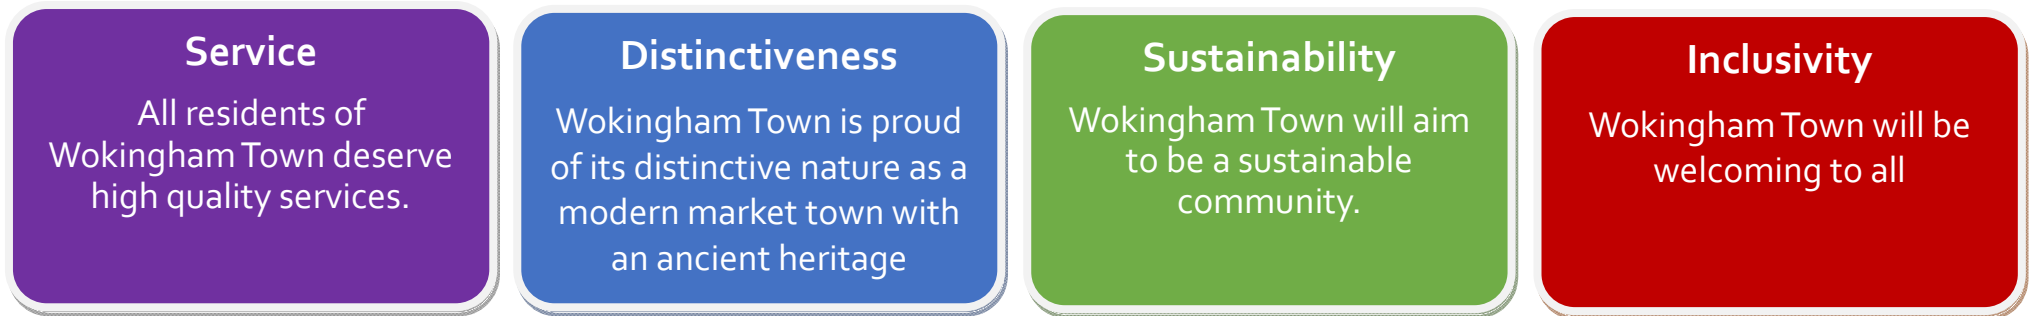 Service
All residents of
Wokingham Town deserve
high quality services.
Distinctiveness
Wokingham Town is proud
of its distinctive nature as a
modern market town with
an ancient heritage
Sustainability
Wokingham Town will aim
to be a sustainable
community.
Inclusivity
Wokingham Town will be
welcoming to all